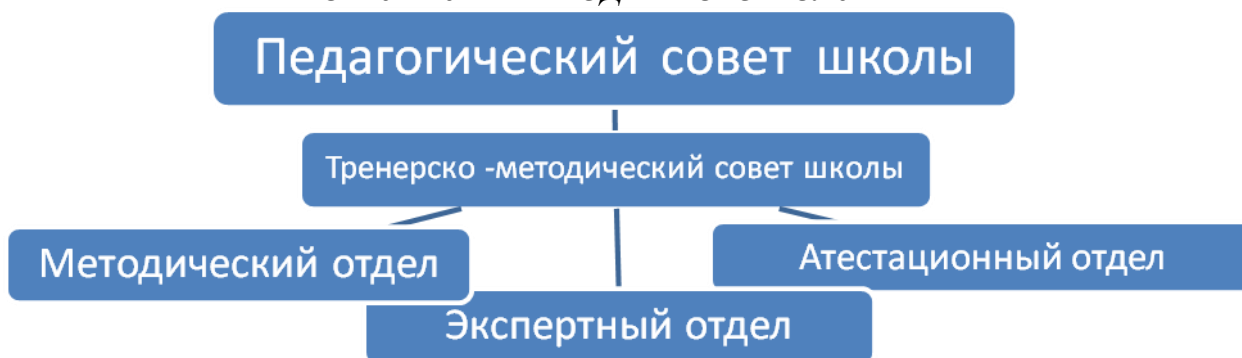 Педагогический совет школы
Тренерско -методический совет школы
Методический отдел
Атестационный отдел
Экспертный отдел